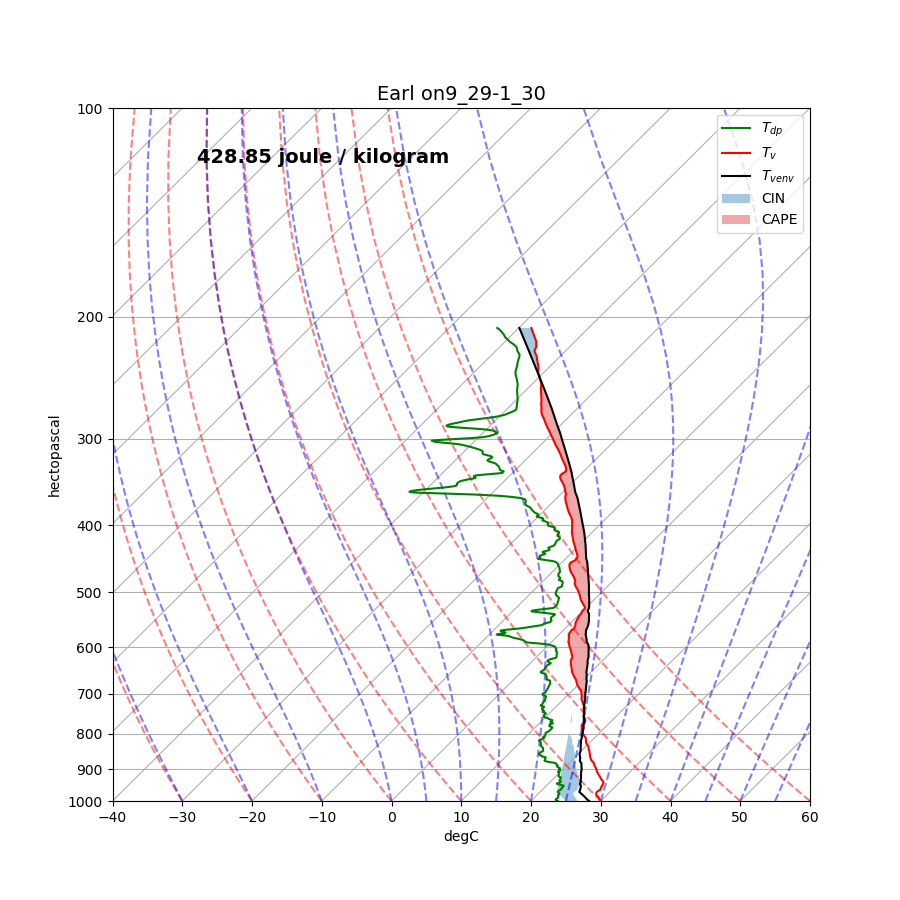 Earl on9_29-1_30
428.85 joule / kilogram
T_dp
T_v
T_venv
CIN
CAPE
hectopascal
100
200
300
400
500
600
700
800
900
1000
−40 −30 −20 −10 0 10 20 30 40 50 60
degC